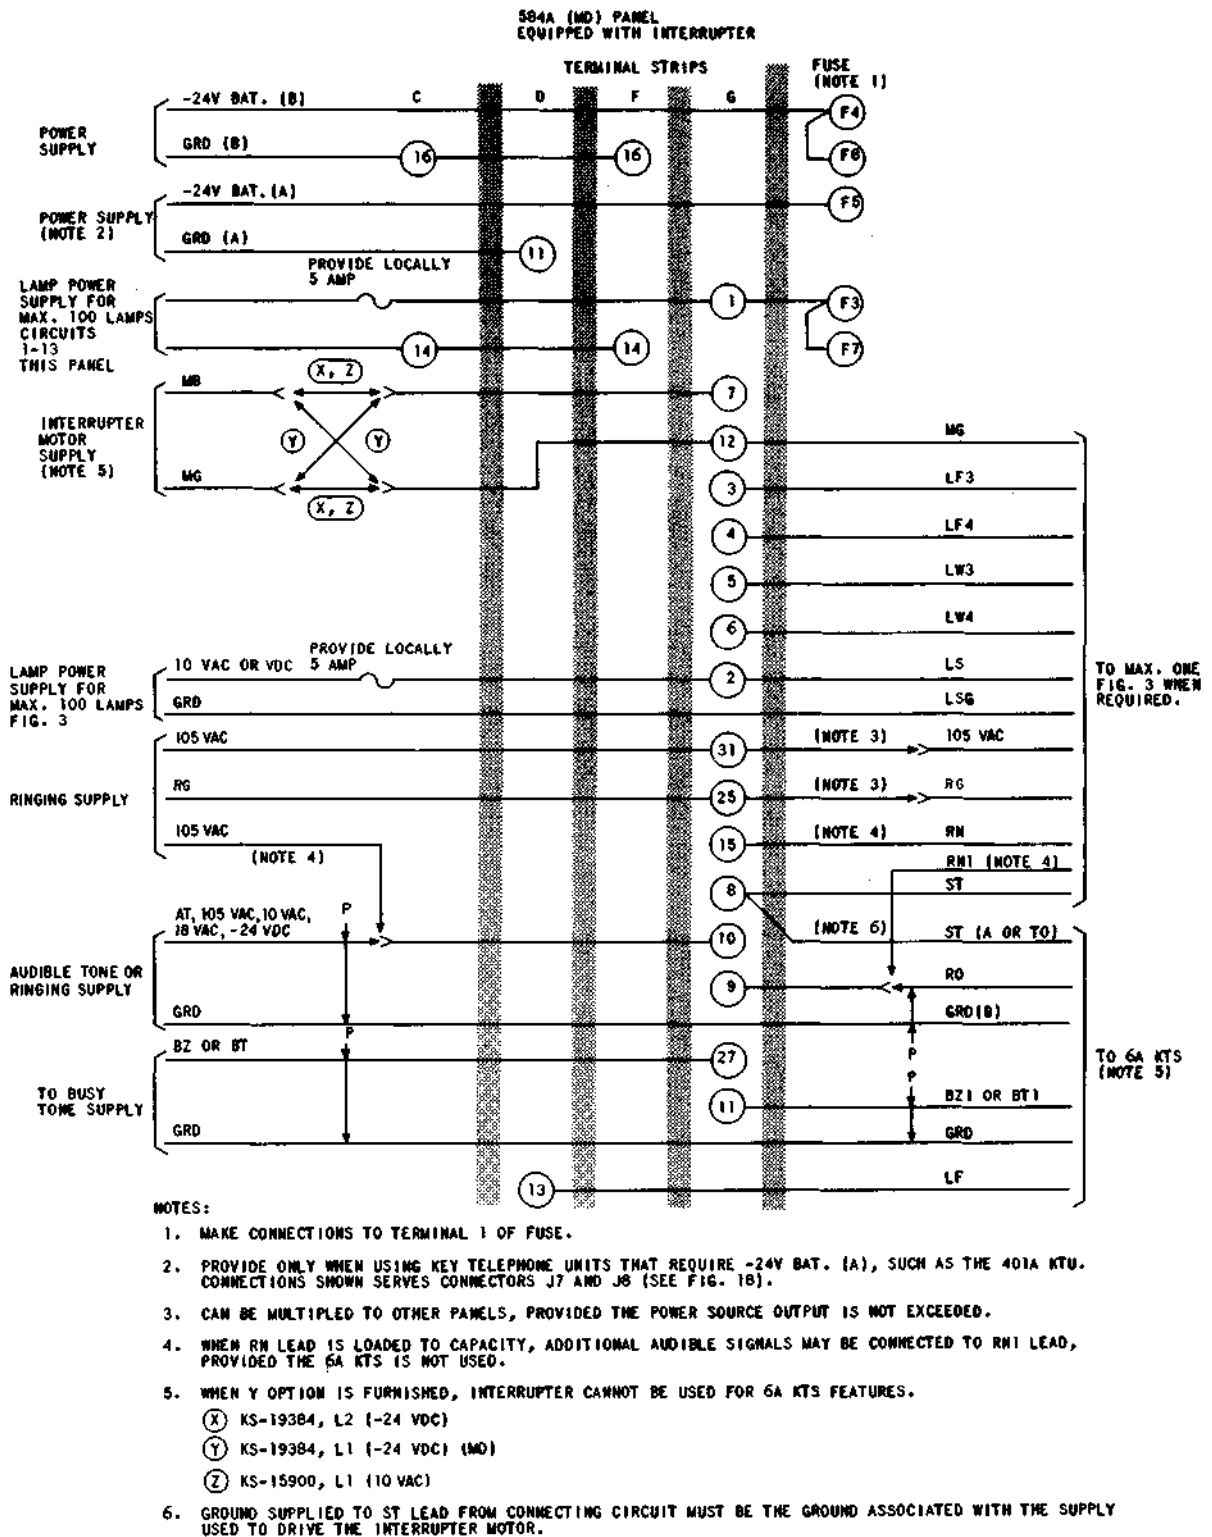 584A (MD) PANEL
EQUIPPED WITH INTERRUPTER
TERMINAL STRIPS
FUSE
(NOTE 1)
C D F G
-24V BAT. (B)
F4
POWER
SUPPLY
GRD (B)
16
16
F6
-24V BAT. (A)
F5
POWER SUPPLY
(NOTE 2)
GRD (A)
11
PROVIDE LOCALLY
5 AMP
LAMP POWER
SUPPLY FOR
MAX. 100 LAMPS
CIRCUITS
1-13
THIS PANEL
1
F3
14
14
F7
MB
X, Z
7
INTERRUPTER
MOTOR
SUPPLY
(NOTE 5)
Y
Y
12
MG
MG
X, Z
3
LF3
4
LF4
5
LW3
6
LW4
LAMP POWER
SUPPLY FOR
MAX. 100 LAMPS
FIG. 3
10 VAC OR VDC
PROVIDE LOCALLY
5 AMP
2
LS
GRD
LSG
TO MAX. ONE
FIG. 3 WHEN
REQUIRED.
105 VAC
31
(NOTE 3)
105 VAC
RINGING SUPPLY
RG
25
(NOTE 3)
RG
105 VAC
(NOTE 4)
15
(NOTE 4)
RN
RN1 (NOTE 4)
8
ST
AT, 105 VAC, 10 VAC,
18 VAC, -24 VDC
P
10
(NOTE 6)
ST (A OR TO)
AUDIBLE TONE OR
RINGING SUPPLY
9
RO
GRD
GRD(B)
P
P
BZ OR BT
27
P
TO 6A KTS
(NOTE 5)
TO BUSY
TONE SUPPLY
11
BZ1 OR BT1
GRD
GRD
13
LF
NOTES:
1. MAKE CONNECTIONS TO TERMINAL 1 OF FUSE.
2. PROVIDE ONLY WHEN USING KEY TELEPHONE UNITS THAT REQUIRE -24V BAT. (A), SUCH AS THE 401A KTU.
CONNECTIONS SHOWN SERVES CONNECTORS J7 AND J8 (SEE FIG. 18).
3. CAN BE MULTIPLED TO OTHER PANELS, PROVIDED THE POWER SOURCE OUTPUT IS NOT EXCEEDED.
4. WHEN RN LEAD IS LOADED TO CAPACITY, ADDITIONAL AUDIBLE SIGNALS MAY BE CONNECTED TO RN1 LEAD,
PROVIDED THE 6A KTS IS NOT USED.
5. WHEN Y OPTION IS FURNISHED, INTERRUPTER CANNOT BE USED FOR 6A KTS FEATURES.
X KS-19384, L2 (-24 VDC)
Y KS-19384, L1 (-24 VDC) (MD)
Z KS-15900, L1 (10 VAC)
6. GROUND SUPPLIED TO ST LEAD FROM CONNECTING CIRCUIT MUST BE THE GROUND ASSOCIATED WITH THE SUPPLY
USED TO DRIVE THE INTERRUPTER MOTOR.